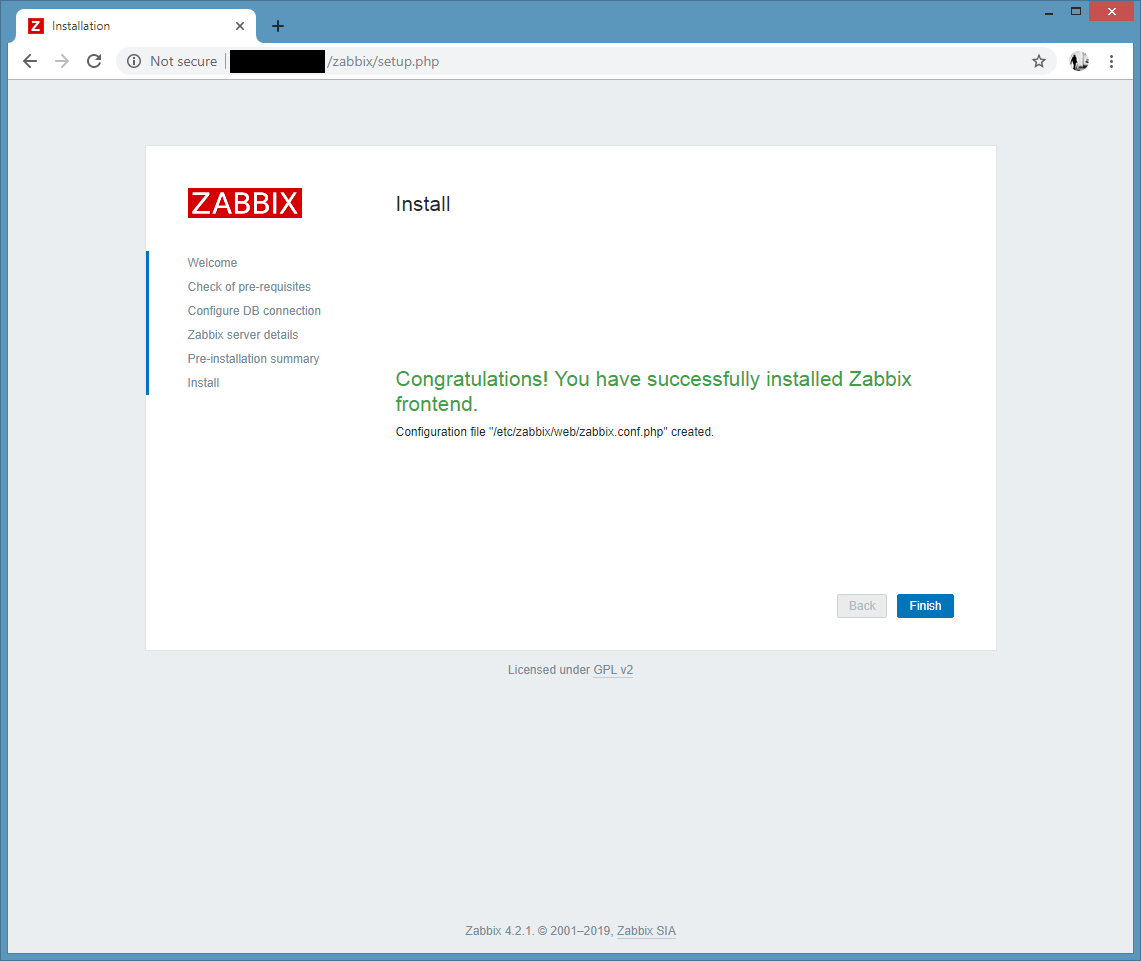 Z Installation
Not secure /zabbix/setup.php
ZABBIX
Install
Welcome
Check of pre-requisites
Configure DB connection
Zabbix server details
Pre-installation summary
Install
Congratulations! You have successfully installed Zabbix
frontend.
Configuration file "/etc/zabbix/web/zabbix.conf.php" created.
Back Finish
Licensed under GPL v2
Zabbix 4.2.1. © 2001–2019, Zabbix SIA